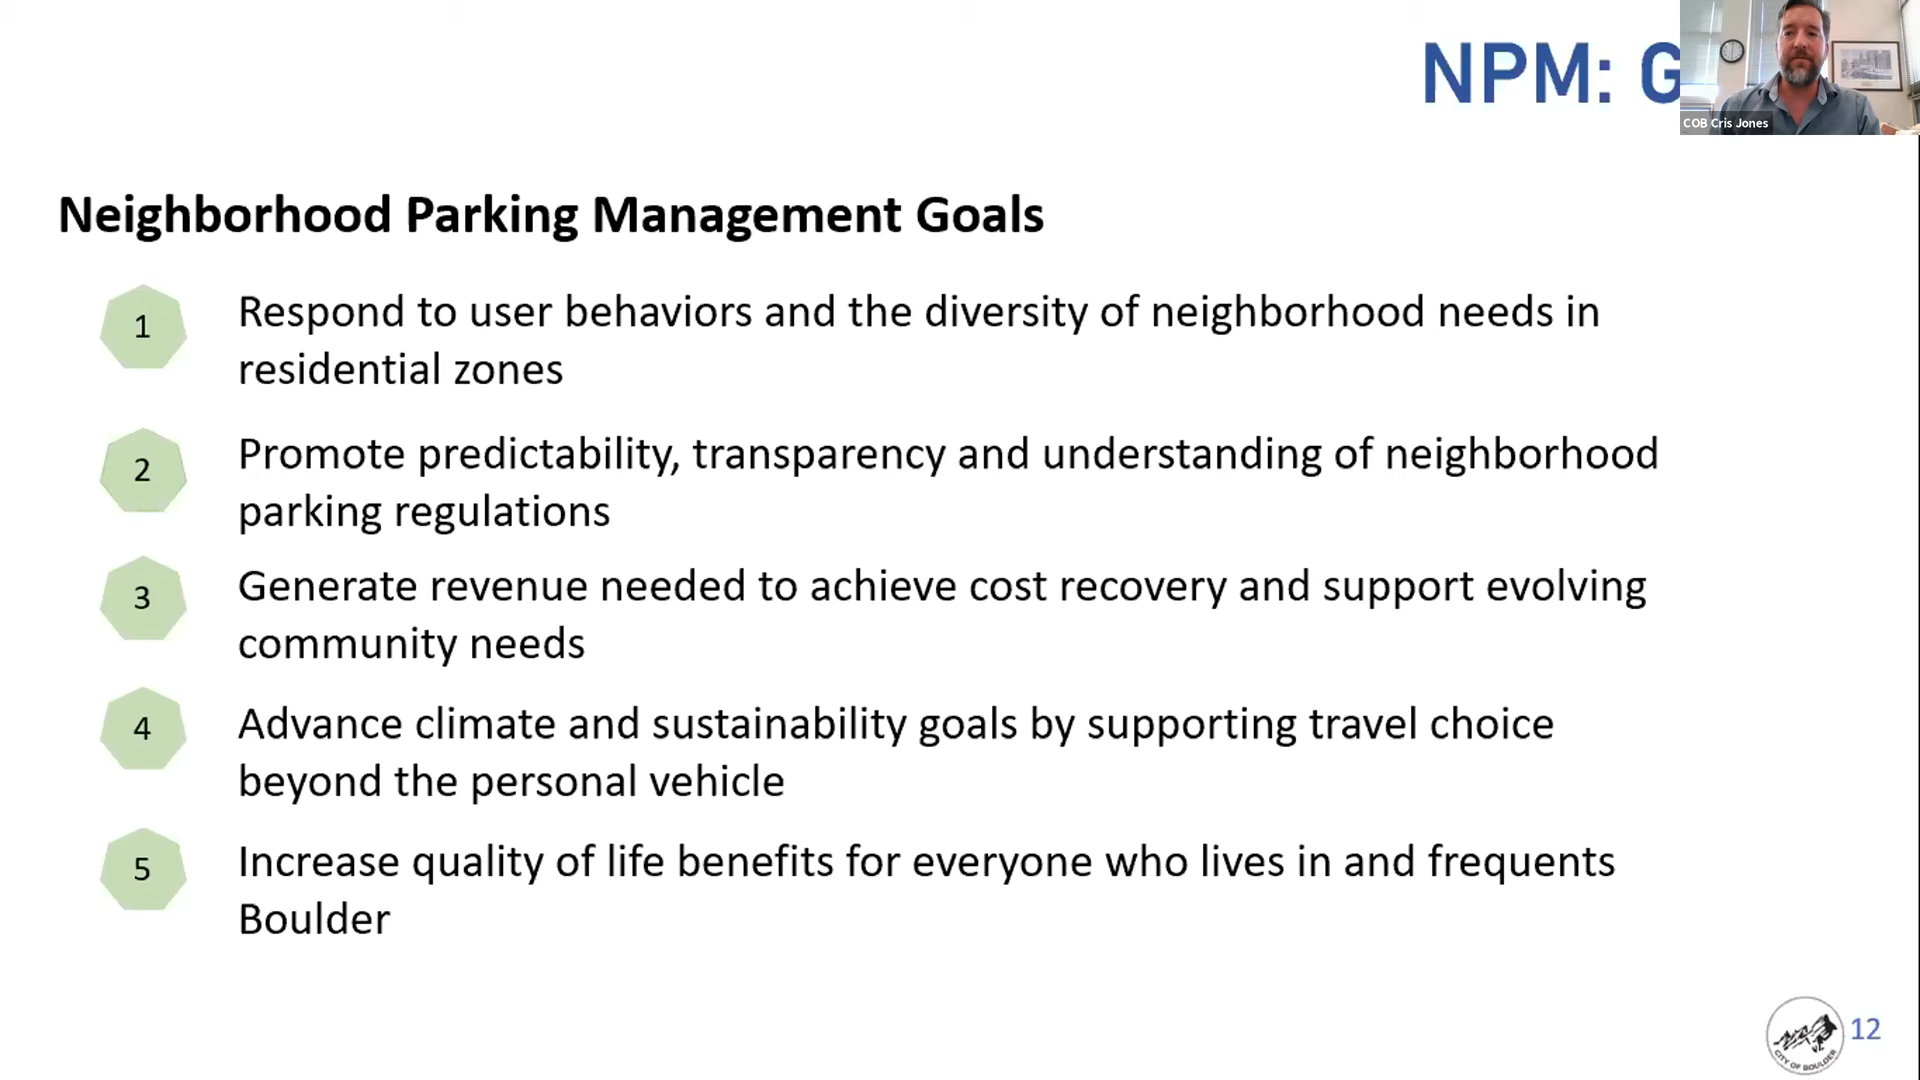 NPM: G
COB Cris Jones
Neighborhood Parking Management Goals
1
Respond to user behaviors and the diversity of neighborhood needs in
residential zones
2
Promote predictability, transparency and understanding of neighborhood
parking regulations
3
Generate revenue needed to achieve cost recovery and support evolving
community needs
4
Advance climate and sustainability goals by supporting travel choice
beyond the personal vehicle
5
Increase quality of life benefits for everyone who lives in and frequents
Boulder
CITY OF BOULDER
12